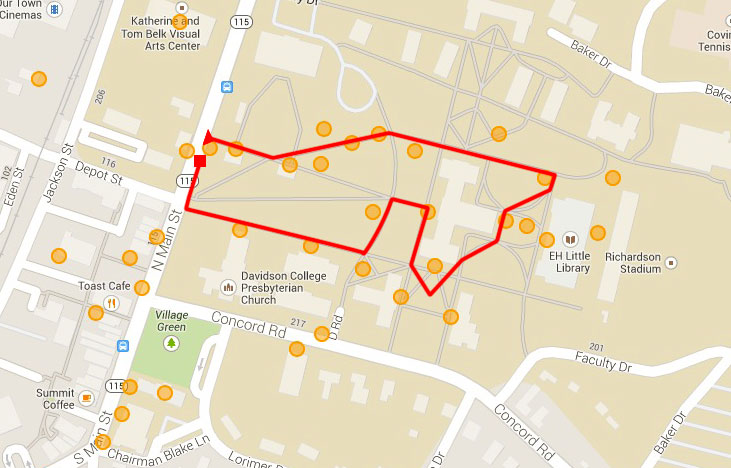 Our Town
Cinemas
Katherine and
Tom Belk Visual
Arts Center
115
Baker Dr
Covin
Tennis
206
Jackson St
116
Depot St
102
Eden St
115
N Main St
Davidson College
Presbyterian
Church
EH Little
Library
Richardson
Stadium
Toast Cafe
Village
Green
Concord Rd
217
D Rd
201
Faculty Dr
Summit
Coffee
115
S Main St
Chairman Blake Ln
Lorimer
Dr
Concord Rd
Baker Dr